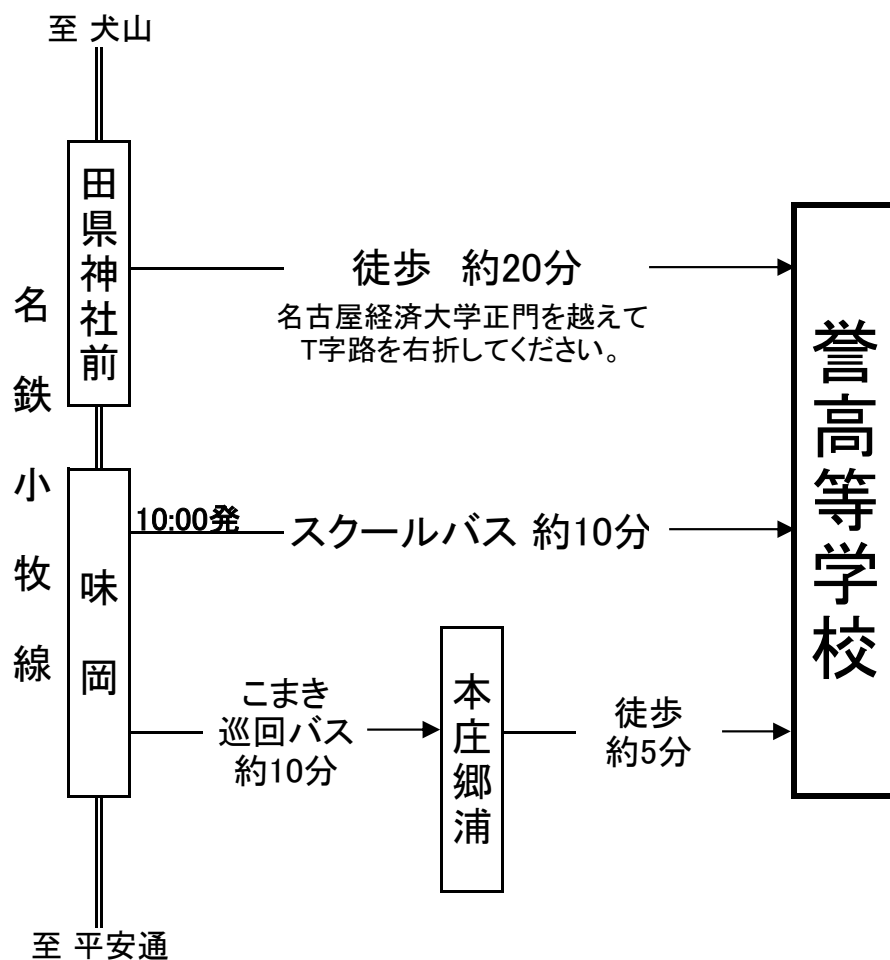 至 犬山
名鉄小牧線
田県神社前
徒歩 約20分
名古屋経済大学正門を越えて
T字路を右折してください。
味岡
10:00発
スクールバス 約10分
こまき
巡回バス
約10分
本庄郷浦
徒歩
約5分
誉高等学校
至 平安通